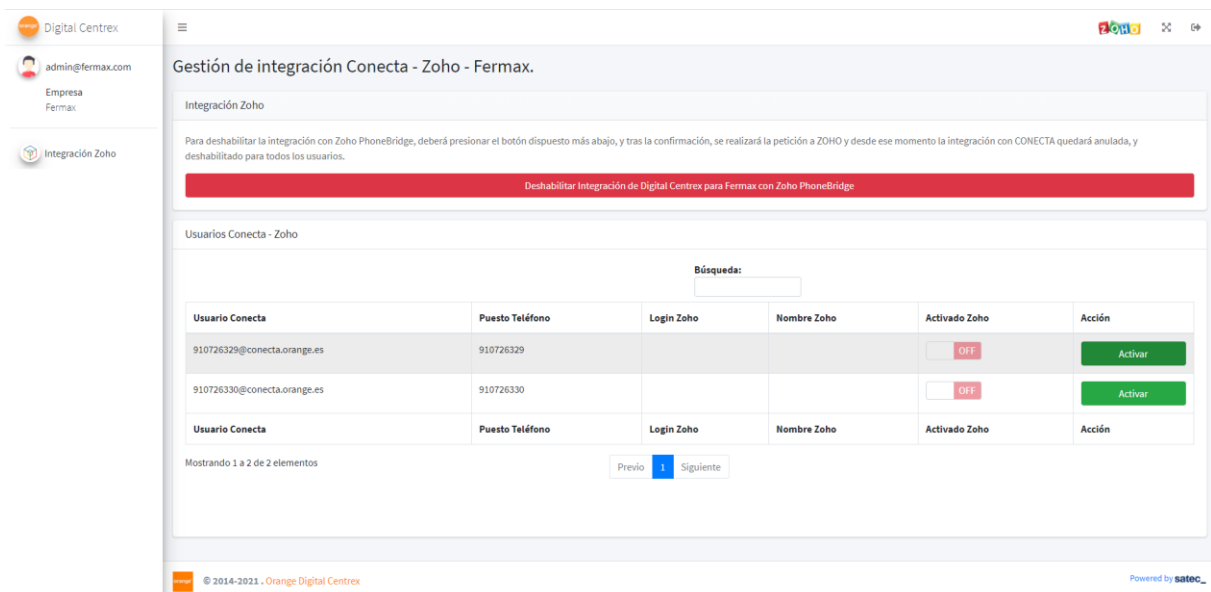 orange
Digital Centrex
ZOHO
admin@fermax.com
Empresa
Fermax
Integración Zoho
Gestión de integración Conecta - Zoho - Fermax.
Integración Zoho
Para deshabilitar la integración con Zoho PhoneBridge, deberá presionar el botón dispuesto más abajo, y tras la confirmación, se realizará la petición a ZOHO y desde ese momento la integración con CONECTA quedará anulada, y
deshabilitado para todos los usuarios.
Deshabilitar Integración de Digital Centrex para Fermax con Zoho PhoneBridge
Usuarios Conecta - Zoho
Búsqueda:
Usuario Conecta Puesto Teléfono Login Zoho Nombre Zoho Activado Zoho Acción
910726329@conecta.orange.es 910726329 OFF Activar
910726330@conecta.orange.es 910726330 OFF Activar
Usuario Conecta Puesto Teléfono Login Zoho Nombre Zoho Activado Zoho Acción
Mostrando 1 a 2 de 2 elementos
Previo 1 Siguiente
orange © 2014-2021 . Orange Digital Centrex
Powered by satec_